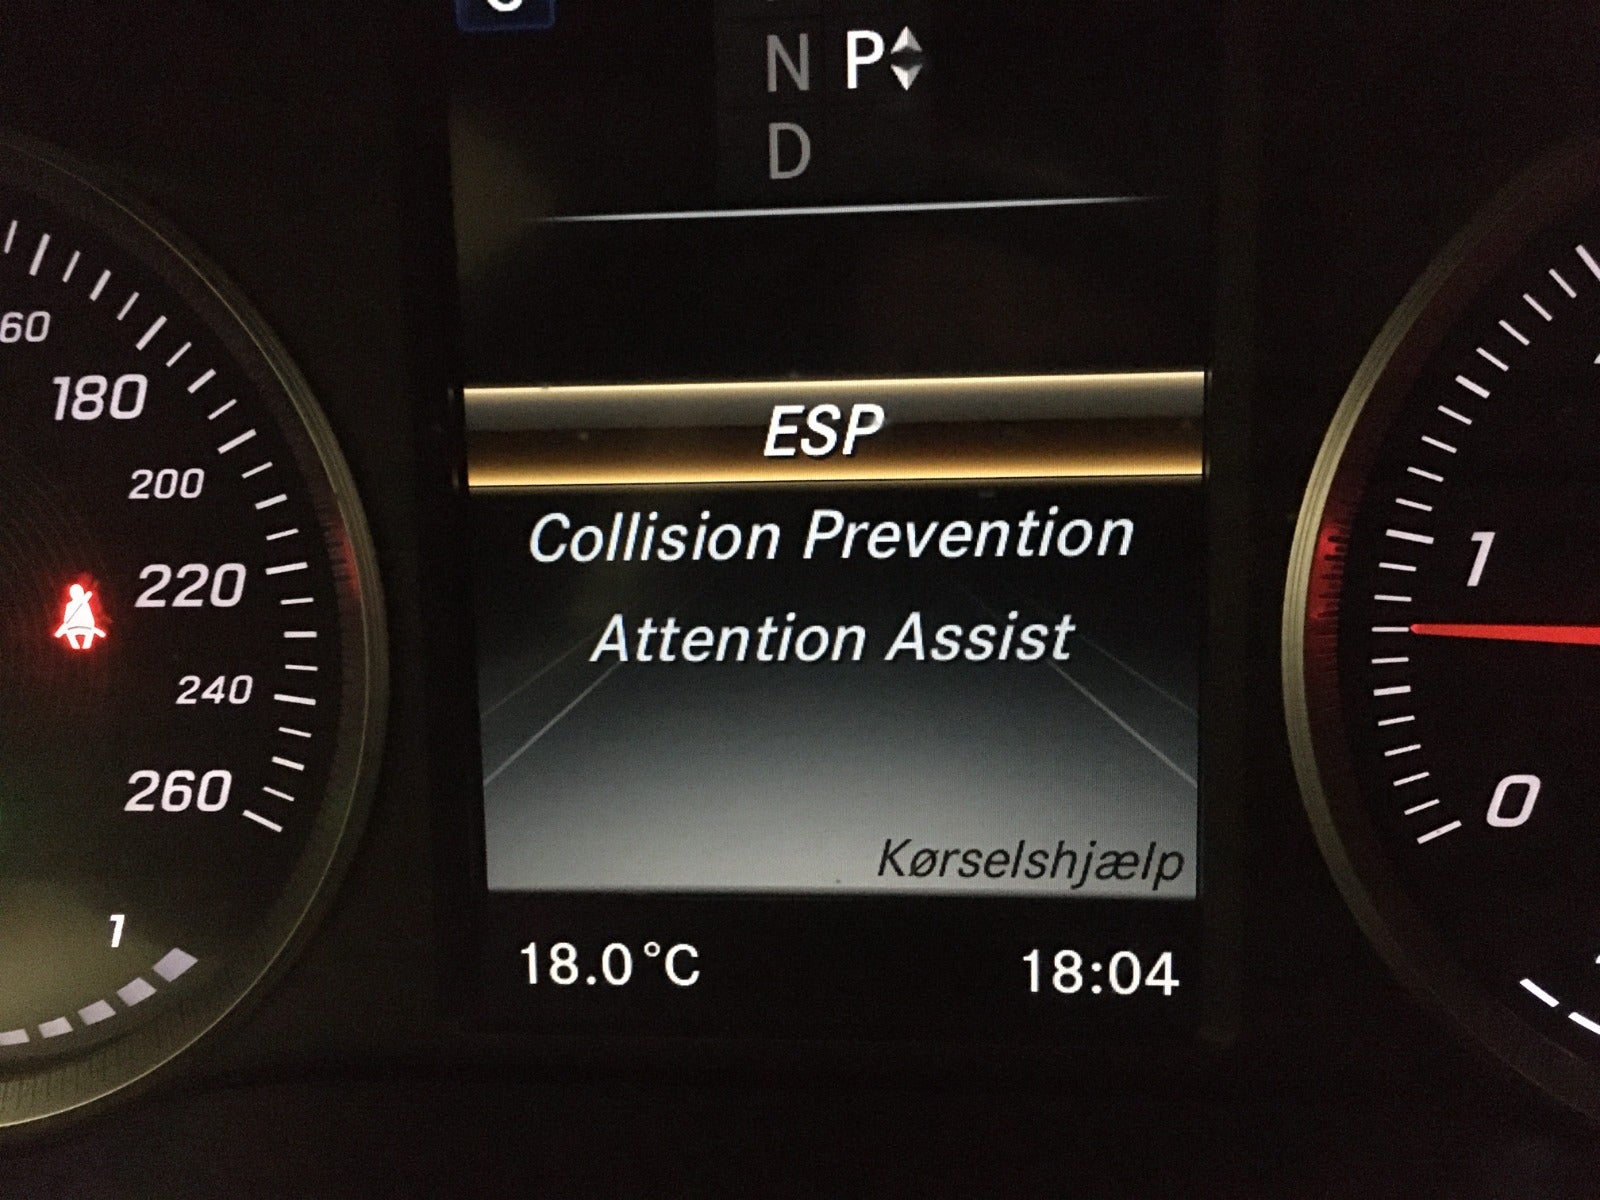 N P
D
ESP
Collision Prevention
Attention Assist
Kørselshjælp
18.0°C
18:04
60
180
200
220
240
260
1
1
0